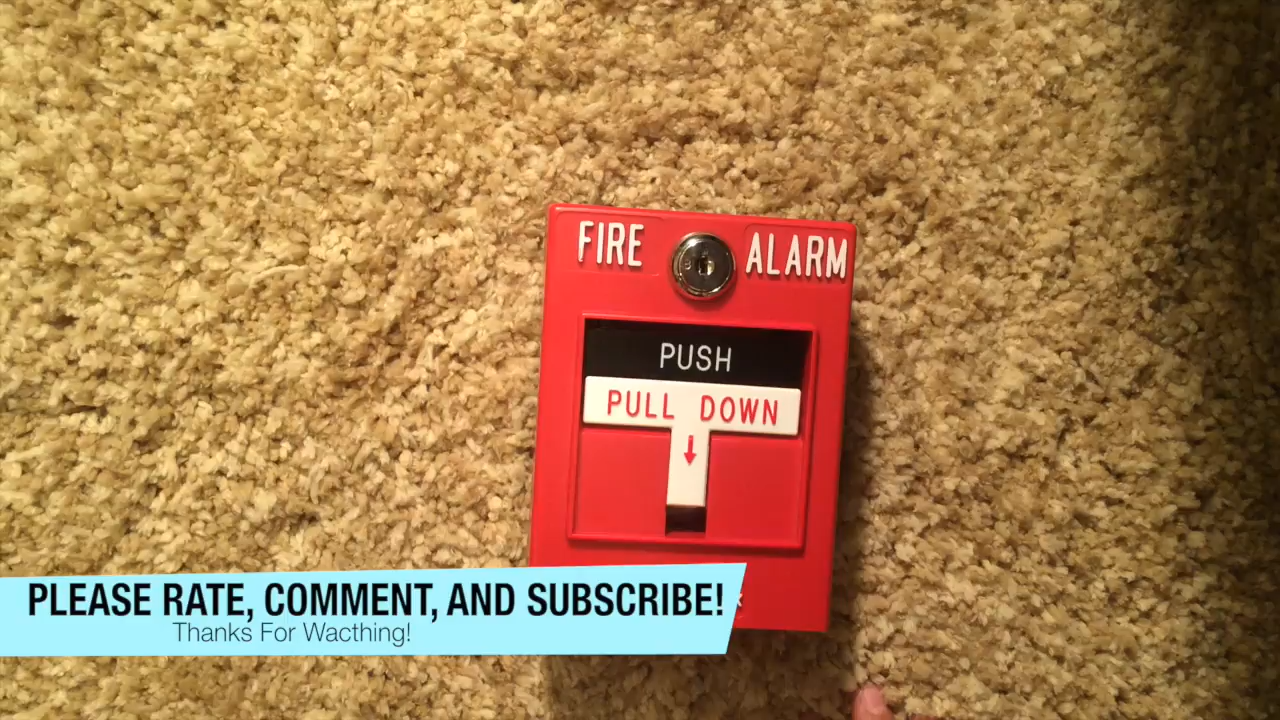 FIRE ALARM
PUSH
PULL DOWN
PLEASE RATE, COMMENT, AND SUBSCRIBE!
Thanks For Wacthing!